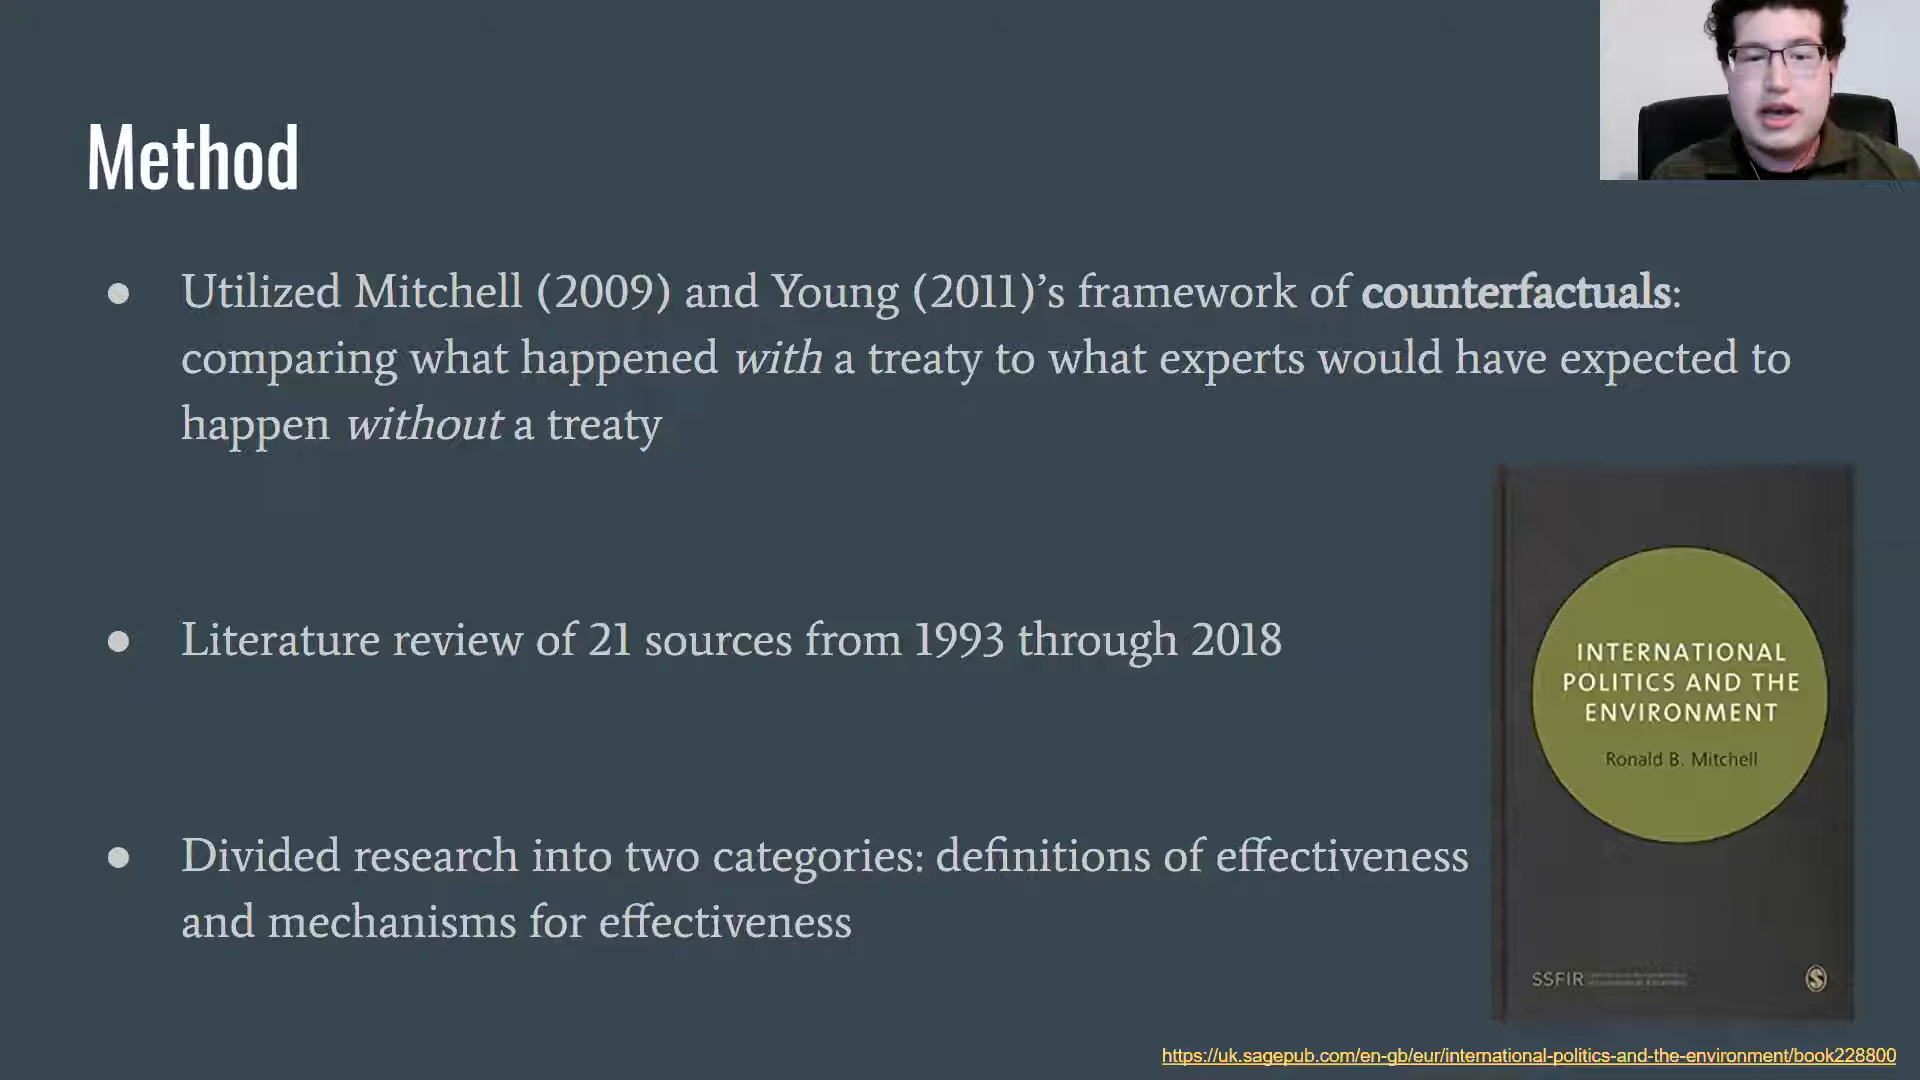 Method
● Utilized Mitchell (2009) and Young (2011)’s framework of counterfactuals:
comparing what happened with a treaty to what experts would have expected to
happen without a treaty
● Literature review of 21 sources from 1993 through 2018
● Divided research into two categories: definitions of effectiveness
and mechanisms for effectiveness
INTERNATIONAL
POLITICS AND THE
ENVIRONMENT
Ronald B. Mitchell
SSFIR
https://uk.sagepub.com/en-gb/eur/international-politics-and-the-environment/book228800